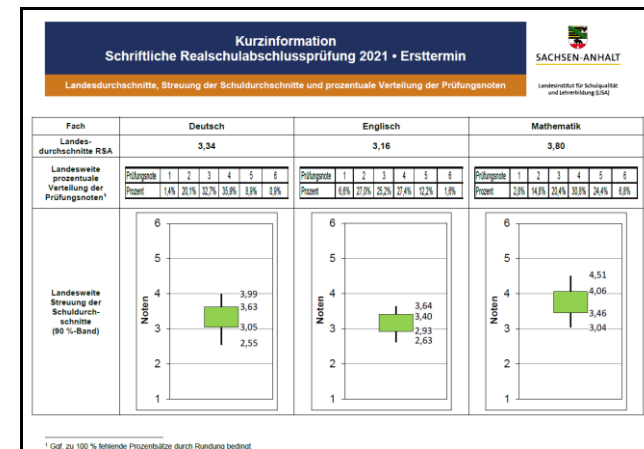 Kurzinformation
Schriftliche Realschulabschlussprüfung 2021 • Ersttermin
Landesdurchschnitte, Streuung der Schuldurchschnitte und prozentuale Verteilung der Prüfungsnoten
SACHSEN-ANHALT
Landesinstitut für Schulqualität
und Lehrerbildung (LISA)
Fach Deutsch Englisch Mathematik
Landes-
durchschnitte RSA
3,34 3,16 3,80
Landesweite
prozentuale
Verteilung der
Prüfungsnoten¹
Prüfungsnote 1 2 3 4 5 6
Prozent 1,4% 20,1% 32,7% 35,9% 8,9% 0,9%
Prüfungsnote 1 2 3 4 5 6
Prozent 6,6% 27,0% 25,2% 27,4% 12,2% 1,6%
Prüfungsnote 1 2 3 4 5 6
Prozent 2,8% 14,8% 20,4% 30,8% 24,4% 6,8%
Landesweite
Streuung der
Schuldurch-
schnitte
(90 %-Band)
Noten
6
5
4
3
2
1
3,99
3,63
3,05
2,55
Noten
6
5
4
3
2
1
3,64
3,40
2,93
2,63
Noten
6
5
4
3
2
1
4,51
4,06
3,46
3,04
¹ Ggf. zu 100 % fehlende Prozentsätze durch Rundung bedingt